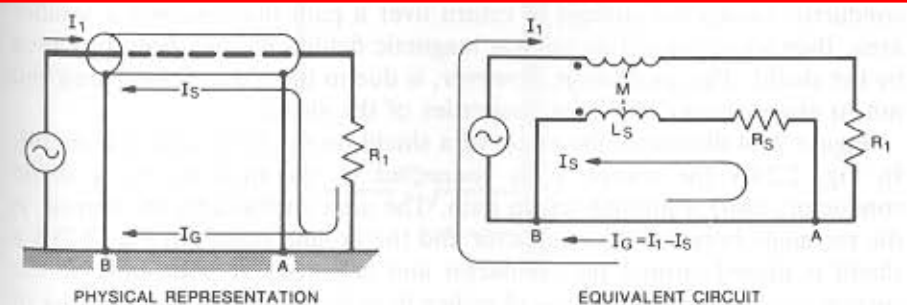 I1
IS
R1
IG
B
A
PHYSICAL REPRESENTATION
I1
M
LS
RS
IS
R1
B
A
IG=I1-IS
EQUIVALENT CIRCUIT